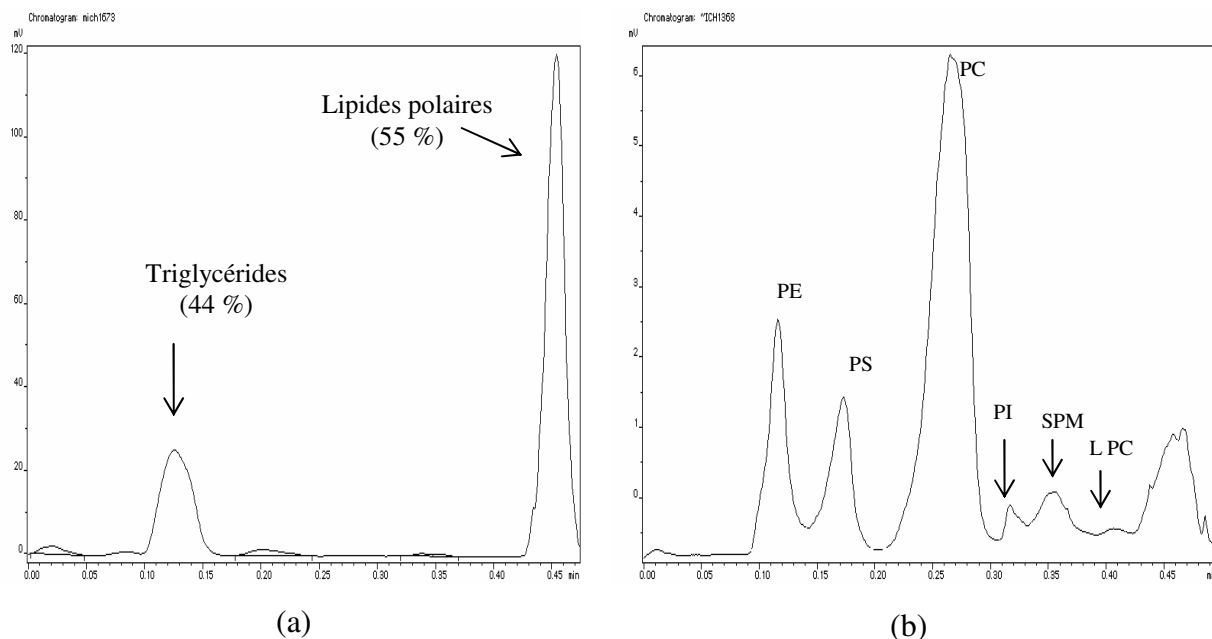 Chromatogram: mich1673
mV
120
100
80
60
40
20
0
Lipides polaires
(55 %)
Triglycérides
(44 %)
0.00 0.05 0.10 0.15 0.20 0.25 0.30 0.35 0.40 0.45 min
(a)
Chromatogram: "ICH1368
mV
6
5
4
3
2
1
0
PC
PE
PS
PI
SPM
L PC
0.00 0.10 0.15 0.20 0.25 0.30 0.35 0.40 0.45
(b)